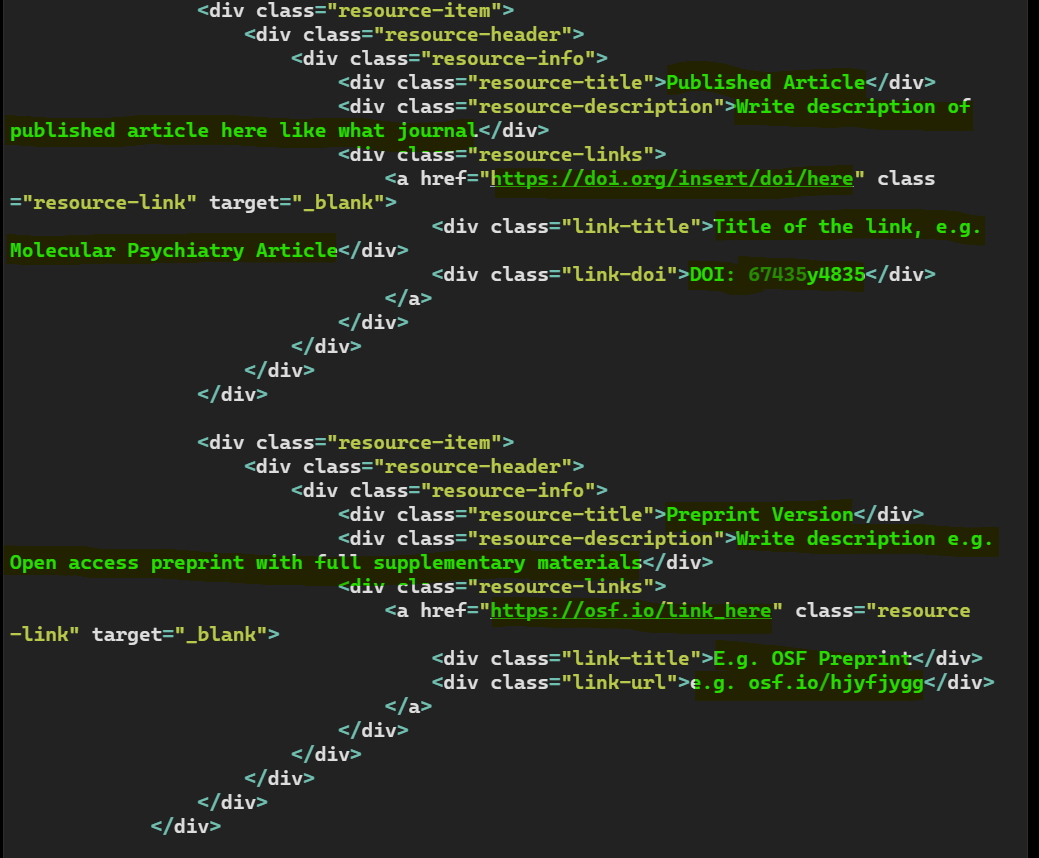 <div class="resource-item">
<div class="resource-header">
<div class="resource-info">
<div class="resource-title">Published Article</div>
<div class="resource-description">Write description of
published article here like what journal</div>
<div class="resource-links">
<a href="https://doi.org/insert/doi/here" class
="resource-link" target="_blank">
<div class="link-title">Title of the link, e.g.
Molecular Psychiatry Article</div>
<div class="link-doi">DOI: 67435y4835</div>
</a>
</div>
</div>
</div>
</div>
<div class="resource-item">
<div class="resource-header">
<div class="resource-info">
<div class="resource-title">Preprint Version</div>
<div class="resource-description">Write description e.g.
Open access preprint with full supplementary materials</div>
<div class="resource-links">
<a href="https://osf.io/link_here" class="resource
-link" target="_blank">
<div class="link-title">E.g. OSF Preprint</div>
<div class="link-url">e.g. osf.io/hjyfjygg</div>
</a>
</div>
</div>
</div>
</div>
</div>